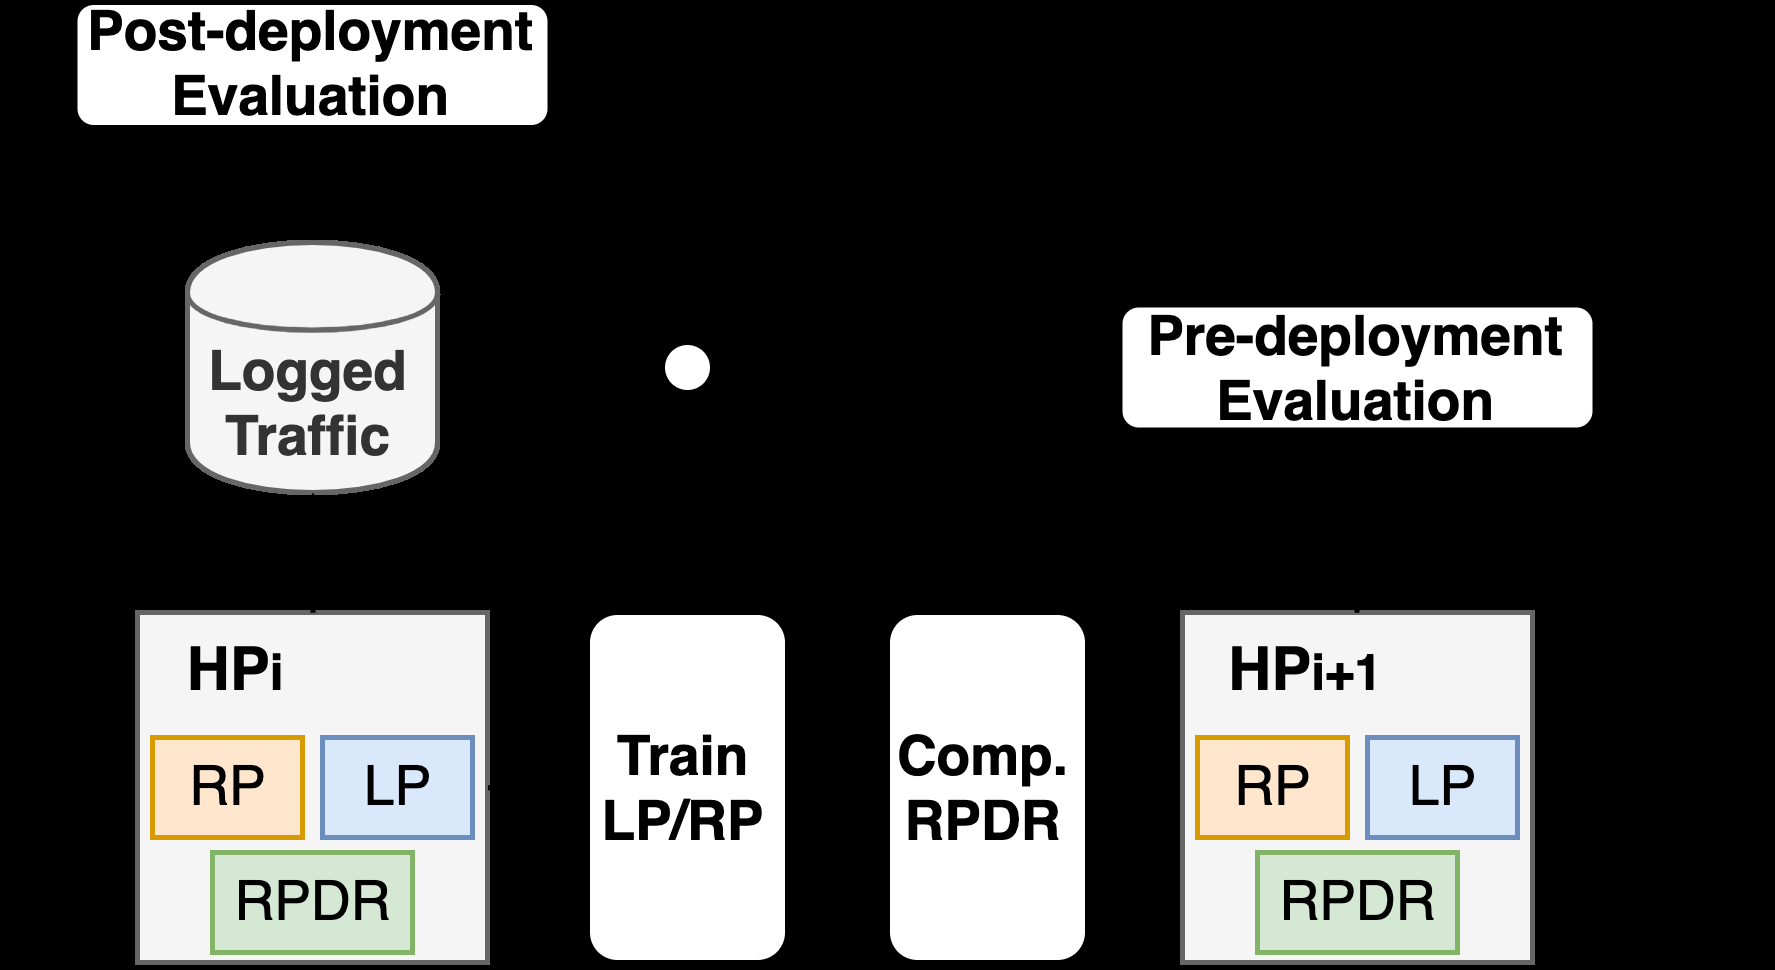 Post-deployment
Evaluation
Logged
Traffic
Pre-deployment
Evaluation
HPi
RP
LP
RPDR
Train
LP/RP
Comp.
RPDR
HPi+1
RP
LP
RPDR